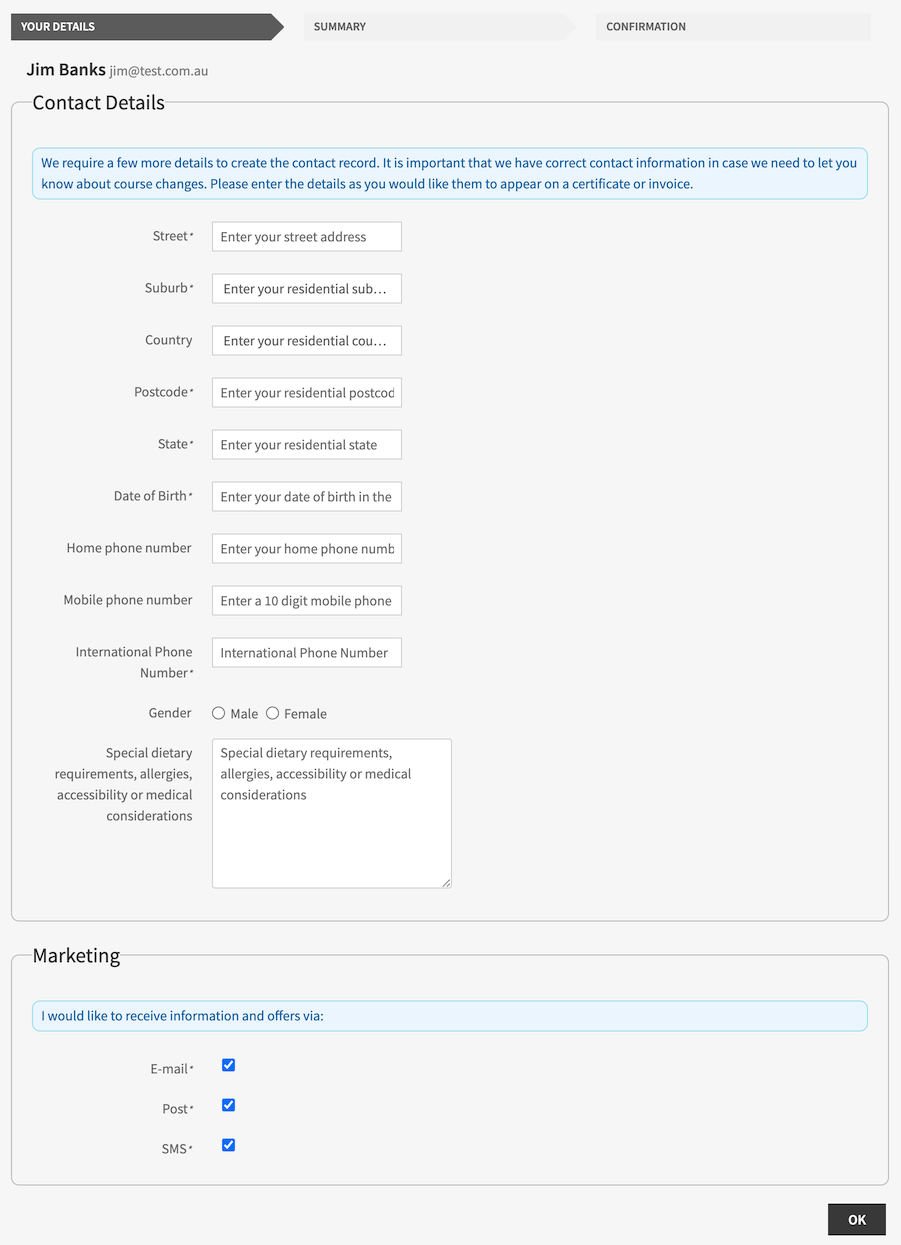 YOUR DETAILS
SUMMARY
CONFIRMATION
Jim Banks jim@test.com.au
Contact Details
We require a few more details to create the contact record. It is important that we have correct contact information in case we need to let you
know about course changes. Please enter the details as you would like them to appear on a certificate or invoice.
Street*
Enter your street address
Suburb*
Enter your residential sub…
Country
Enter your residential cou…
Postcode*
Enter your residential postcod
State*
Enter your residential state
Date of Birth*
Enter your date of birth in the
Home phone number
Enter your home phone numb
Mobile phone number
Enter a 10 digit mobile phone
International Phone
Number*
International Phone Number
Gender
Male
Female
Special dietary
requirements, allergies,
accessibility or medical
considerations
Special dietary requirements,
allergies, accessibility or medical
considerations
Marketing
I would like to receive information and offers via:
E-mail*
Post*
SMS*
OK